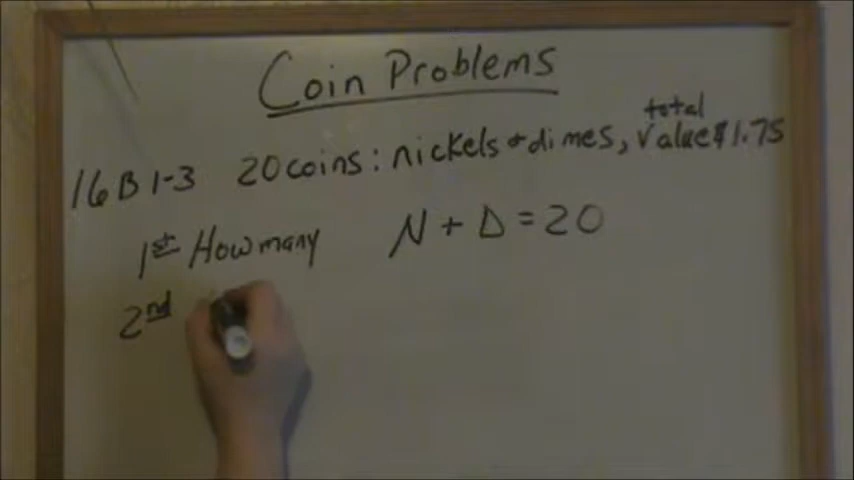 Coin Problems
16B 1-3 20 coins: nickels + dimes, total value $1.75
1st How many N + D = 20
2nd